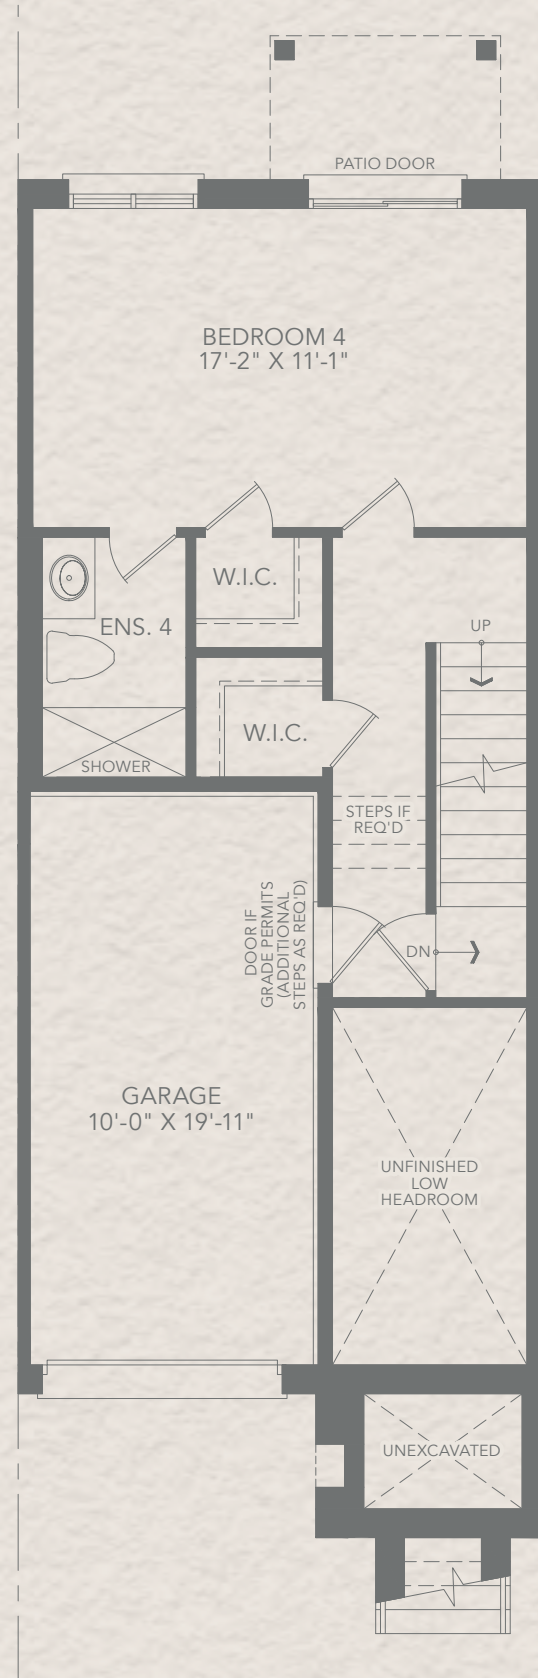 PATIO DOOR
BEDROOM 4
17'-2" X 11'-1"
W.I.C.
ENS. 4
UP
W.I.C.
SHOWER
STEPS IF
REQ'D
DOOR IF
GRADE PERMITS
(ADDITIONAL
STEPS AS REQ'D)
DN
GARAGE
10'-0" X 19'-11"
UNFINISHED
LOW
HEADROOM
UNEXCAVATED